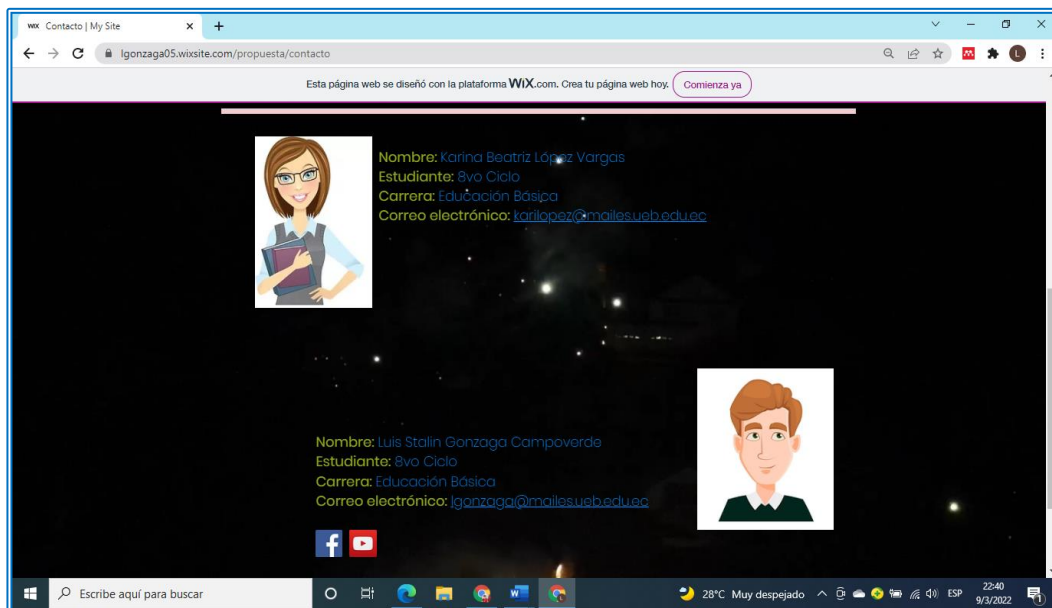 WiX Contacto | My Site
lgonzaga05.wixsite.com/propuesta/contacto
L
Esta página web se diseñó con la plataforma WiX.com. Crea tu página web hoy. Comienza ya
Nombre: Karina Beatriz López Vargas
Estudiante: 8vo Ciclo
Carrera: Educación Básica
Correo electrónico: karilopez@mailes.ueb.edu.ec
Nombre: Luis Stalin Gonzaga Campoverde
Estudiante: 8vo Ciclo
Carrera: Educación Básica
Correo electrónico: lgonzaga@mailes.ueb.edu.ec
Escribe aquí para buscar
28°C Muy despejado
ESP
22:40
9/3/2022